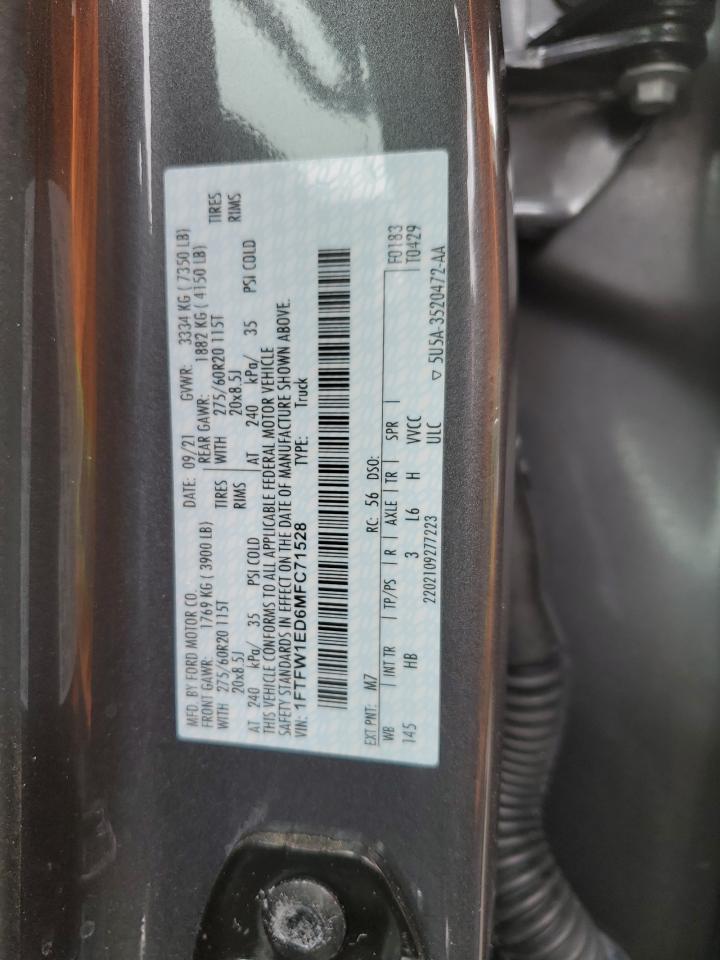 MFD. BY FORD MOTOR CO. DATE: 09/21 GVWR: 3334 KG ( 7350 LB)
FRONT GAWR: 1769 KG ( 3900 LB) REAR GAWR: 1882 KG ( 4150 LB)
WITH 275/60R20 115T TIRES WITH 275/60R20 115T TIRES
20x8.5J RIMS 20x8.5J RIMS
AT 240 kPa/ 35 PSI COLD AT 240 kPa/ 35 PSI COLD
THIS VEHICLE CONFORMS TO ALL APPLICABLE FEDERAL MOTOR VEHICLE
SAFETY STANDARDS IN EFFECT ON THE DATE OF MANUFACTURE SHOWN ABOVE.
VIN: 1FTFW1ED6MFC71528 TYPE: Truck
EXT PNT: M7 RC: 56 DSO: F0183
WB INT TR TP/PS R AXLE TR SPR T0429
145 HB 3 L6 H VVCC
2202109277223 ULC ▽ 5U5A-3520472-AA